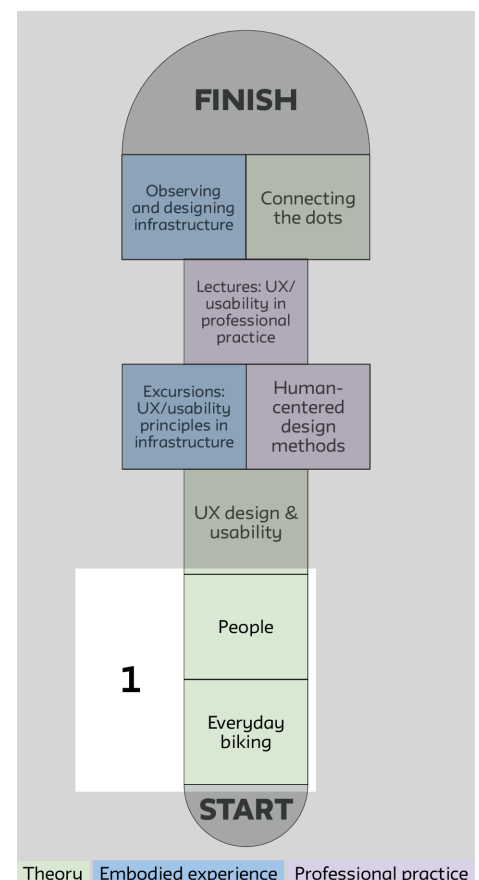 FINISH
Observing
and designing
infrastructure
Connecting
the dots
Lectures: UX/
usability in
professional
practice
Excursions:
UX/usability
principles in
infrastructure
Human-
centered
design
methods
UX design &
usability
1
People
Everyday
biking
START
Theory
Embodied experience
Professional practice